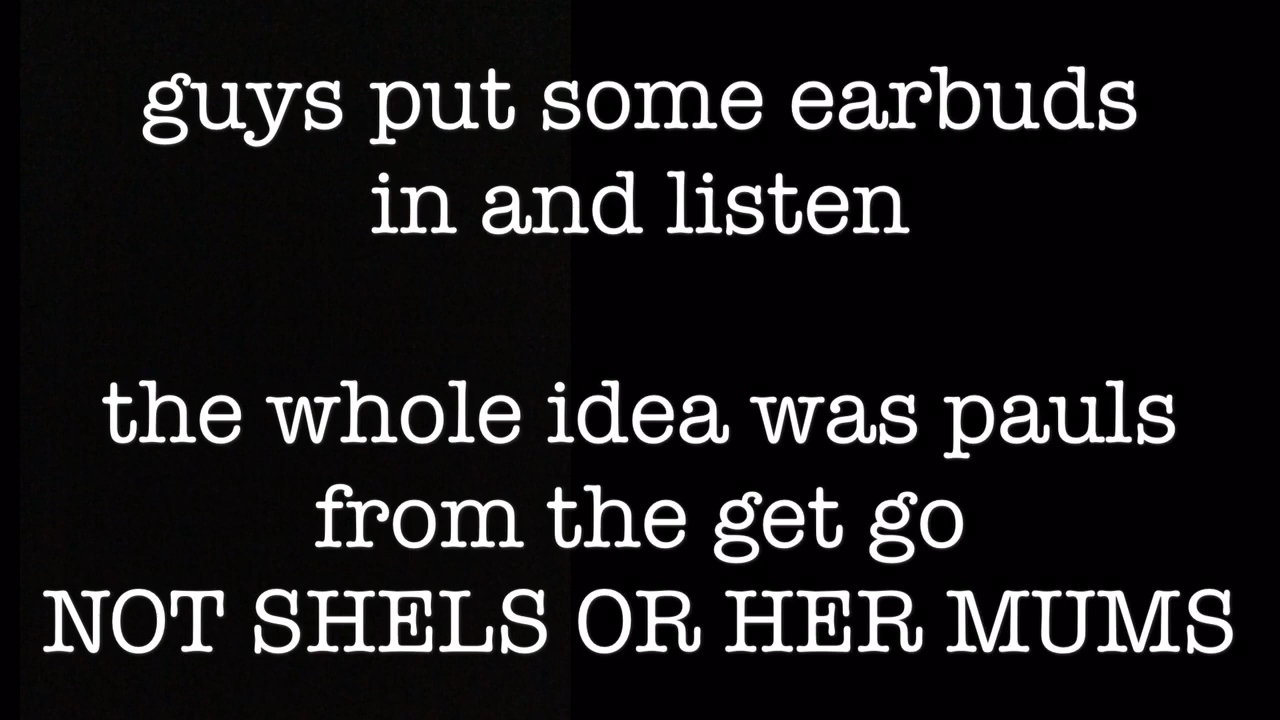 guys put some earbuds
in and listen
the whole idea was pauls
from the get go
NOT SHELS OR HER MUMS